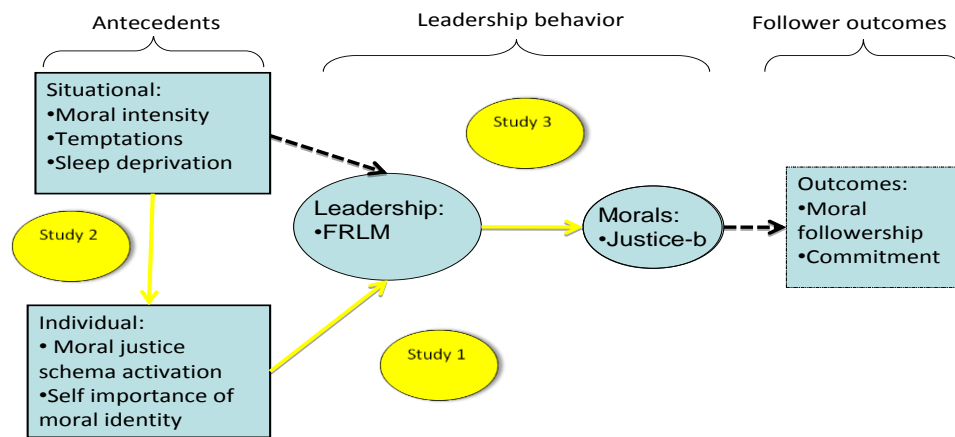 Antecedents
Leadership behavior
Follower outcomes
Situational:
•Moral intensity
•Temptations
•Sleep deprivation
Study 3
Leadership:
•FRLM
Morals:
•Justice-b
Outcomes:
•Moral
followership
•Commitment
Study 2
Individual:
• Moral justice
schema activation
•Self importance of
moral identity
Study 1